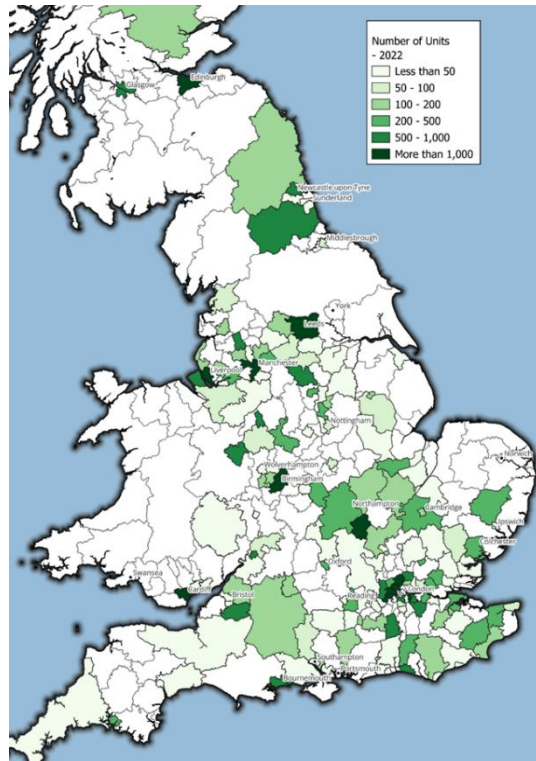 Number of Units
- 2022
Less than 50
50 - 100
100 - 200
200 - 500
500 - 1,000
More than 1,000
Glasgow
Edinburgh
Newcastle upon Tyne
Sunderland
Middlesbrough
York
Leeds
Manchester
Liverpool
Nottingham
Norwich
Wolverhampton
Birmingham
Northampton
Cambridge
Ipswich
Colchester
Oxford
Swansea
Cardiff
Bristol
Reading
London
Southampton
Portsmouth
Bournemouth